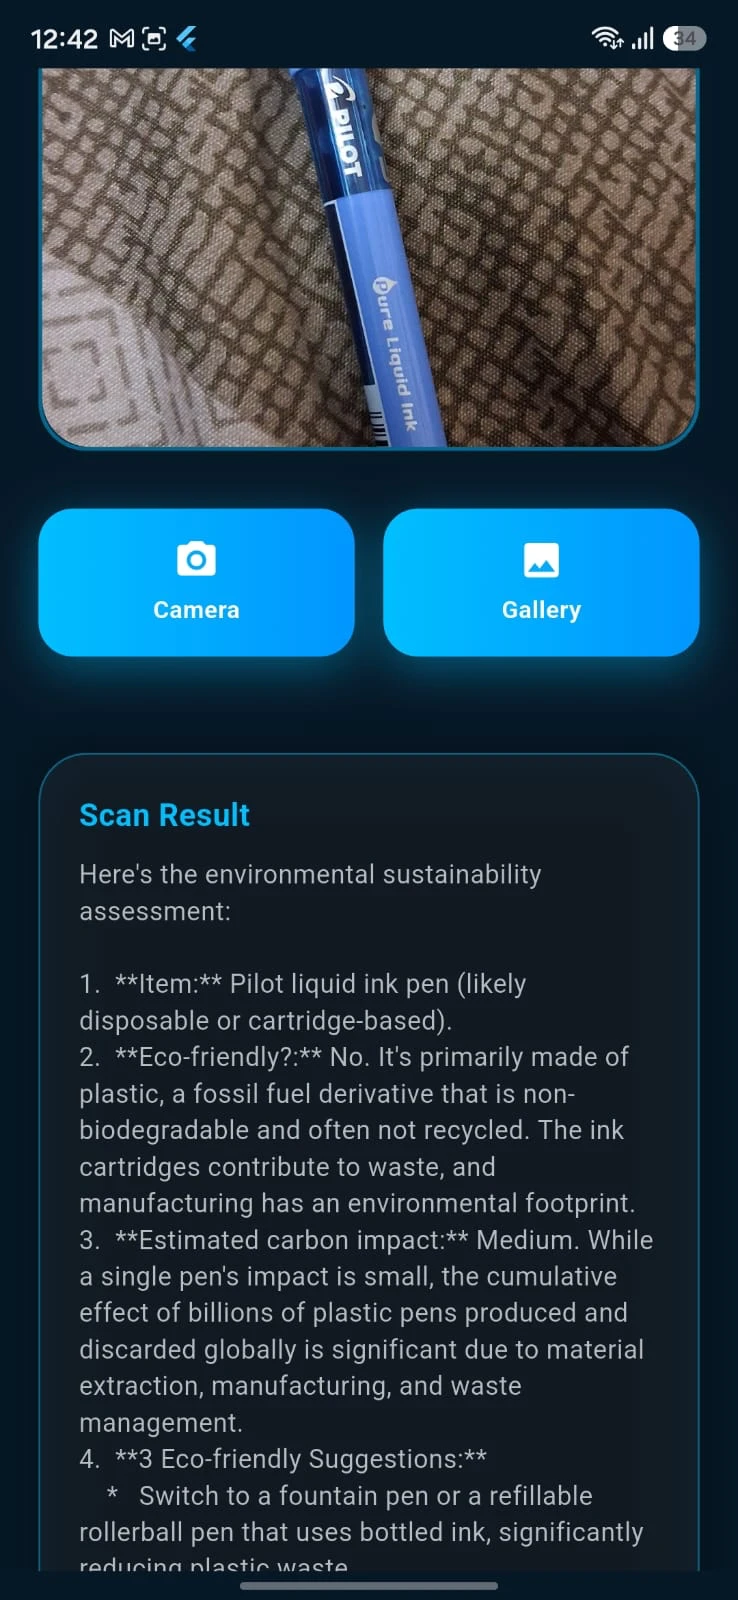 12:42
34
PILOT
Pure Liquid Ink
Camera
Gallery
Scan Result
Here's the environmental sustainability
assessment:
1. **Item:** Pilot liquid ink pen (likely
disposable or cartridge-based).
2. **Eco-friendly?:** No. It's primarily made of
plastic, a fossil fuel derivative that is non-
biodegradable and often not recycled. The ink
cartridges contribute to waste, and
manufacturing has an environmental footprint.
3. **Estimated carbon impact:** Medium. While
a single pen's impact is small, the cumulative
effect of billions of plastic pens produced and
discarded globally is significant due to material
extraction, manufacturing, and waste
management.
4. **3 Eco-friendly Suggestions:**
* Switch to a fountain pen or a refillable
rollerball pen that uses bottled ink, significantly
reducing plastic waste